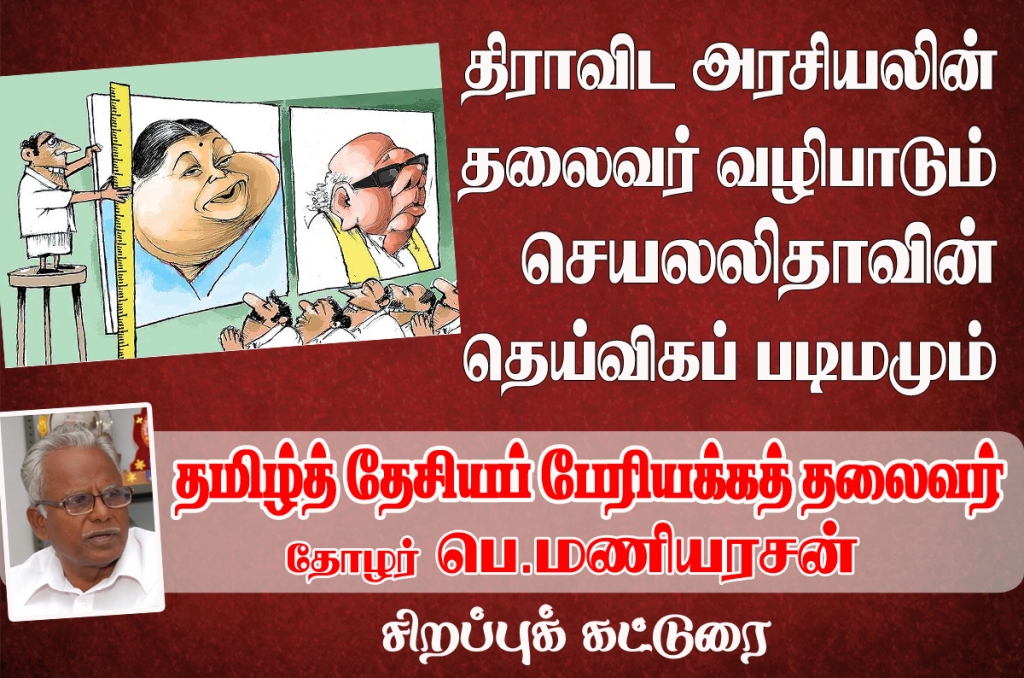 திராவிட அரசியலின்
தலைவர் வழிபாடும்
செயலலிதாவின்
தெய்விகப் படிமமும்
தமிழ்த் தேசியப் பேரியக்கத் தலைவர்
தோழர் பெ.மணியரசன்
சிறப்புக் கட்டுரை